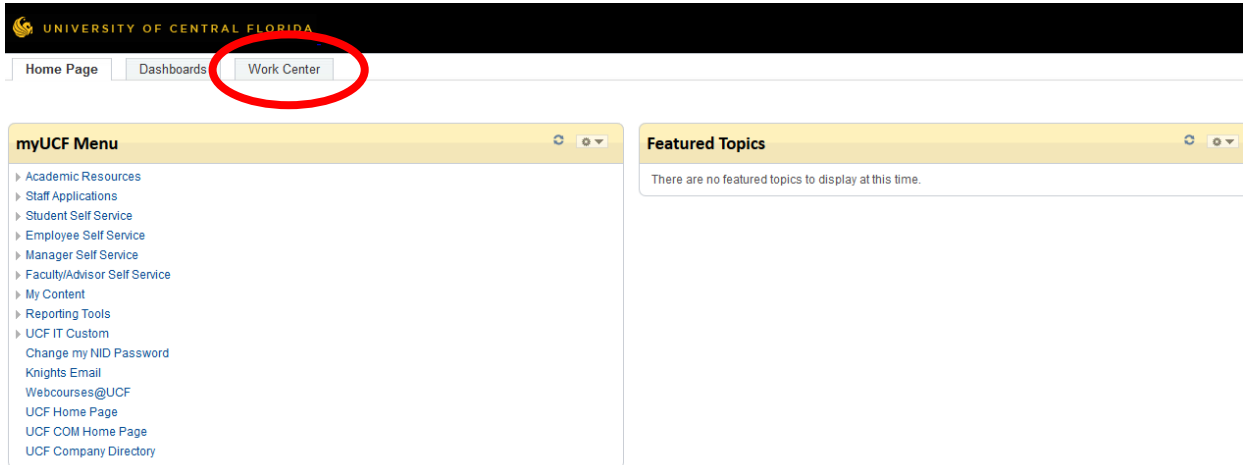 UNIVERSITY OF CENTRAL FLORIDA
Home Page Dashboards Work Center
myUCF Menu
Academic Resources
Staff Applications
Student Self Service
Employee Self Service
Manager Self Service
Faculty/Advisor Self Service
My Content
Reporting Tools
UCF IT Custom
Change my NID Password
Knights Email
Webcourses@UCF
UCF Home Page
UCF COM Home Page
UCF Company Directory
Featured Topics
There are no featured topics to display at this time.